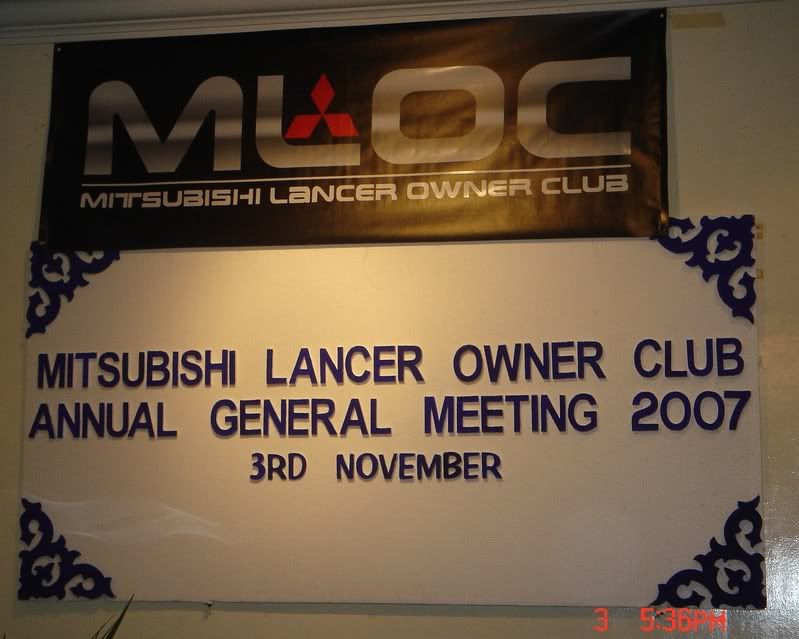 MLOC
MITSUBISHI LANCER OWNER CLUB
MITSUBISHI LANCER OWNER CLUB
ANNUAL GENERAL MEETING 2007
3RD NOVEMBER
3 5:36PM